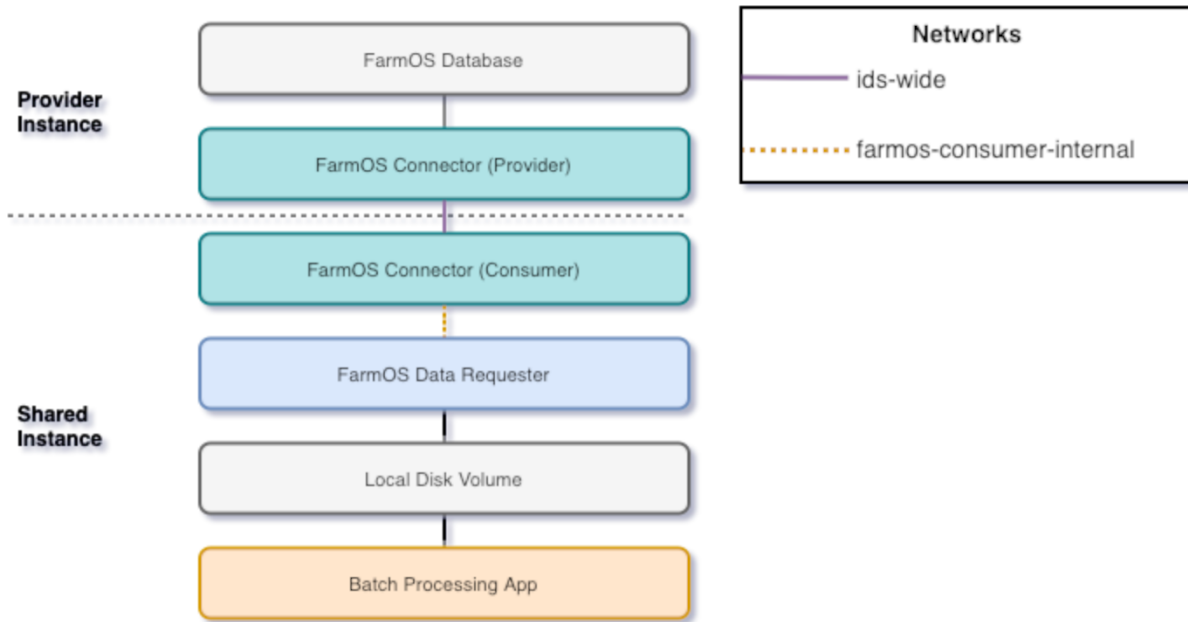 FarmOS Database
Provider
Instance
FarmOS Connector (Provider)
FarmOS Connector (Consumer)
FarmOS Data Requester
Shared
Instance
Local Disk Volume
Batch Processing App
Networks
ids-wide
farmos-consumer-internal